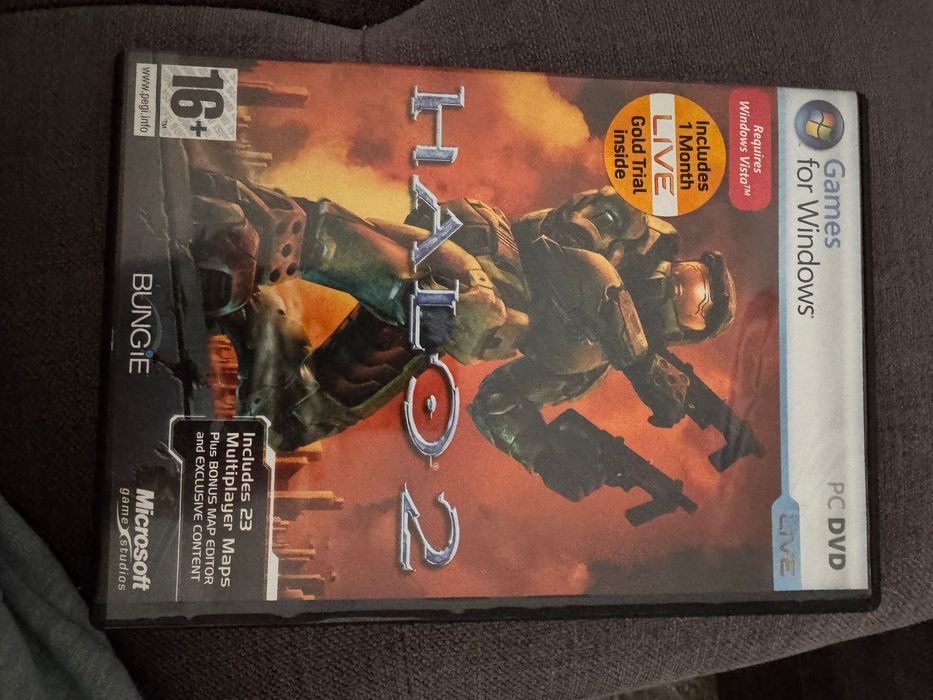 Games
for Windows®
PC DVD
LIVE
Requires
Windows Vista™
Includes
1 Month
LIVE
Gold Trial
inside
HALO® 2
16+
™
www.pegi.info
BUNGiE
Includes 23
Multiplayer Maps
Plus BONUS MAP EDITOR
and EXCLUSIVE CONTENT
Microsoft
game studios